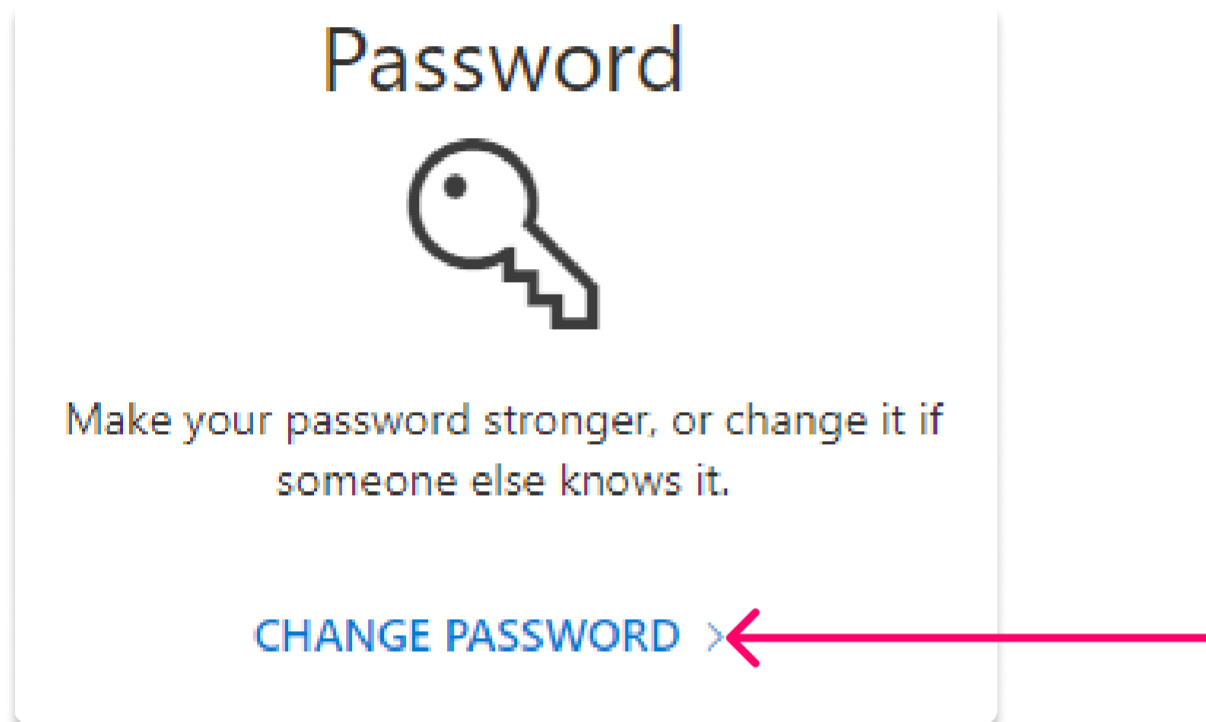 Password
Make your password stronger, or change it if
someone else knows it.
CHANGE PASSWORD >